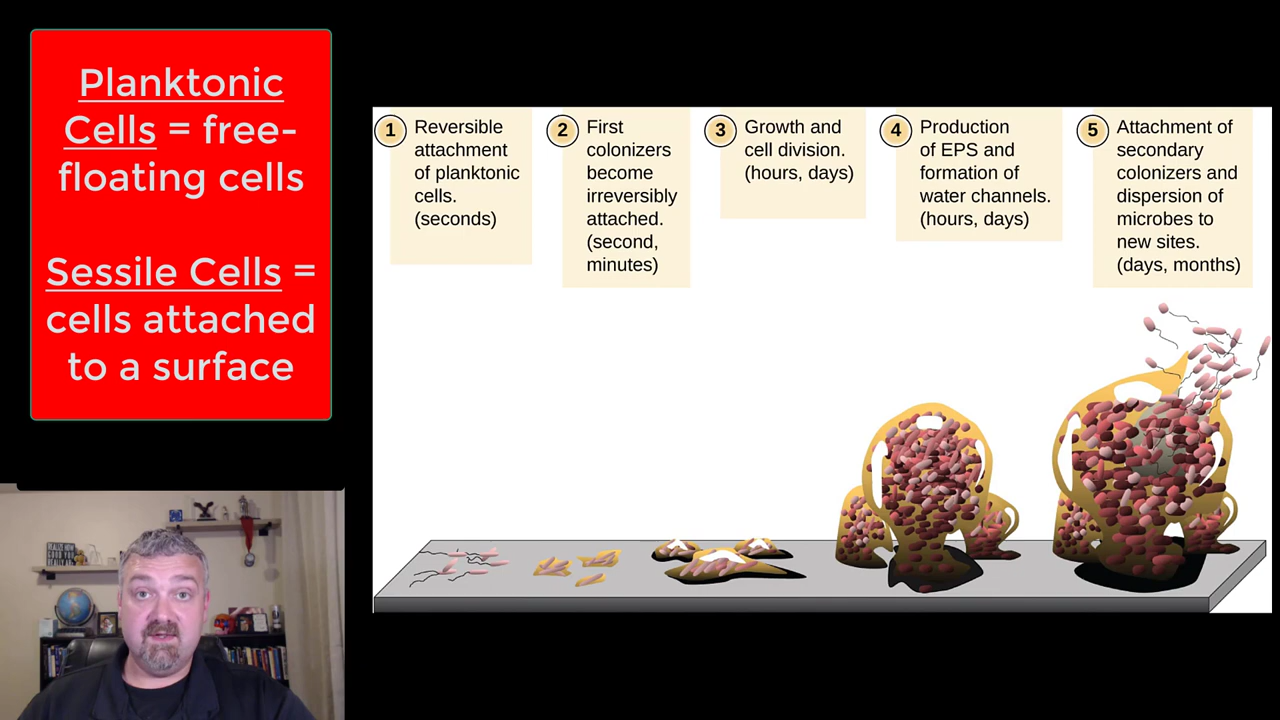 Planktonic
Cells = free-
floating cells
Sessile Cells =
cells attached
to a surface
1
Reversible
attachment
of planktonic
cells.
(seconds)
2
First
colonizers
become
irreversibly
attached.
(second,
minutes)
3
Growth and
cell division.
(hours, days)
4
Production
of EPS and
formation of
water channels.
(hours, days)
5
Attachment of
secondary
colonizers and
dispersion of
microbes to
new sites.
(days, months)